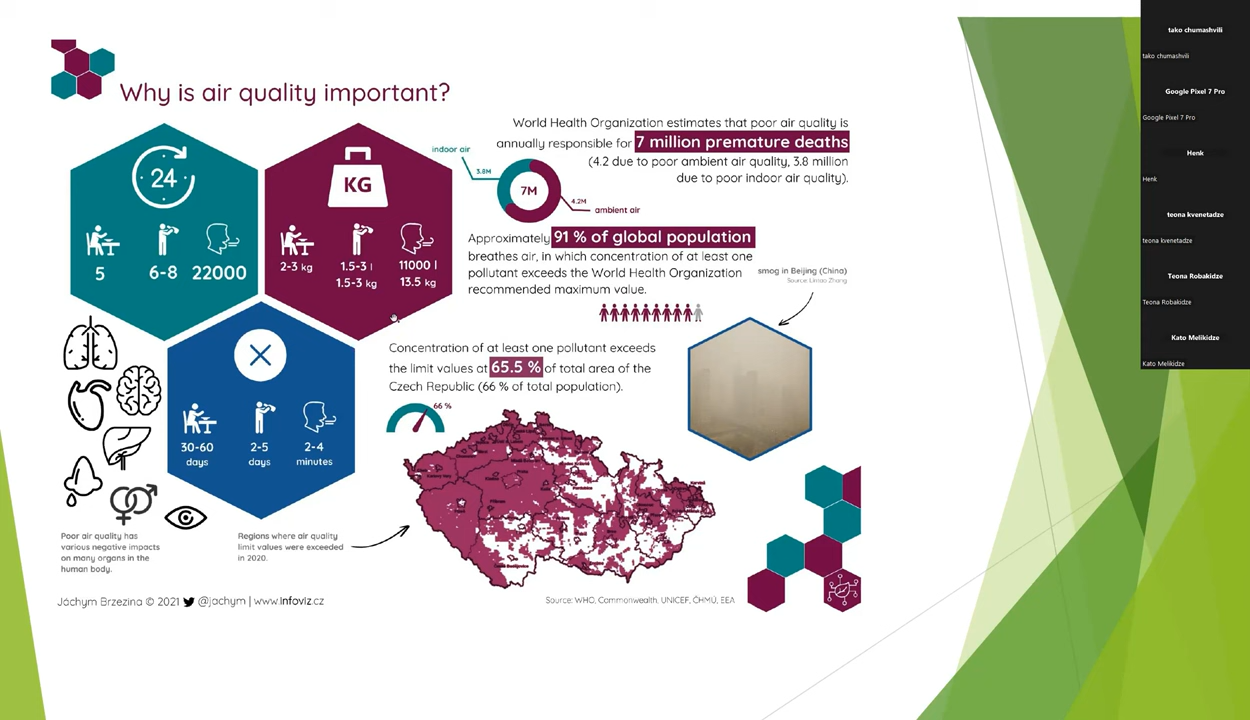 Why is air quality important?
24
5
6-8
22000
KG
2-3 kg
1.5-3 l
1.5-3 kg
11000 l
13.5 kg
30-60
days
2-5
days
2-4
minutes
Poor air quality has
various negative impacts
on many organs in the
human body.
Regions where air quality
limit values were exceeded
in 2020.
World Health Organization estimates that poor air quality is
annually responsible for 7 million premature deaths
(4.2 due to poor ambient air quality, 3.8 million
due to poor indoor air quality).
indoor air
3.8M
7M
4.2M
ambient air
Approximately 91 % of global population
breathes air, in which concentration of at least one
pollutant exceeds the World Health Organization
recommended maximum value.
smog in Beijing (China)
Source: Limao Zhang
Concentration of at least one pollutant exceeds
the limit values at 65.5 % of total area of the
Czech Republic (66 % of total population).
66 %
Jáchym Brzezina © 2021 @jachym | www.infoviz.cz
Source: WHO, Commonwealth, UNICEF, ČHMÚ, EEA
tako chumashvili
tako chumashvili
Google Pixel 7 Pro
Google Pixel 7 Pro
Henk
Henk
teona kvenetadze
teona kvenetadze
Teona Robakidze
Teona Robakidze
Kato Melikidze
Kato Melikidze